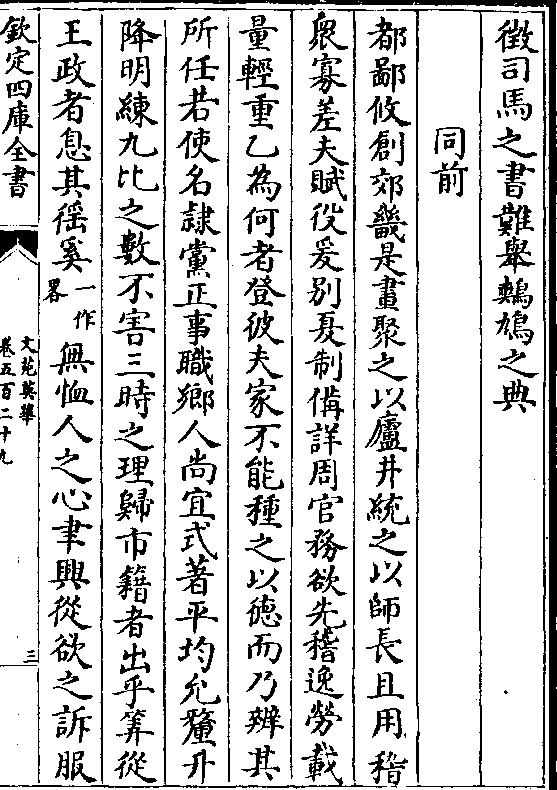 徴司馬之書難舉鷞鳩之典
同前
都鄙攸創郊畿是畫聚之以廬井統之以師長且用稽
衆寡差夫賦役爰别夏制備詳周官務欲先稽逸勞載
量輕重乙為何者登彼夫家不能種之以徳而乃辨其
所任若使名隷黨正事職鄉人尚宜式著平均允釐升
降明練九比之數不害三時之理歸市籍者出乎筭從
王政者息其徭奚一作畧無恤人之心聿興從欲之訴服
欽定四庫全書
文苑英華
卷五百二十九
三